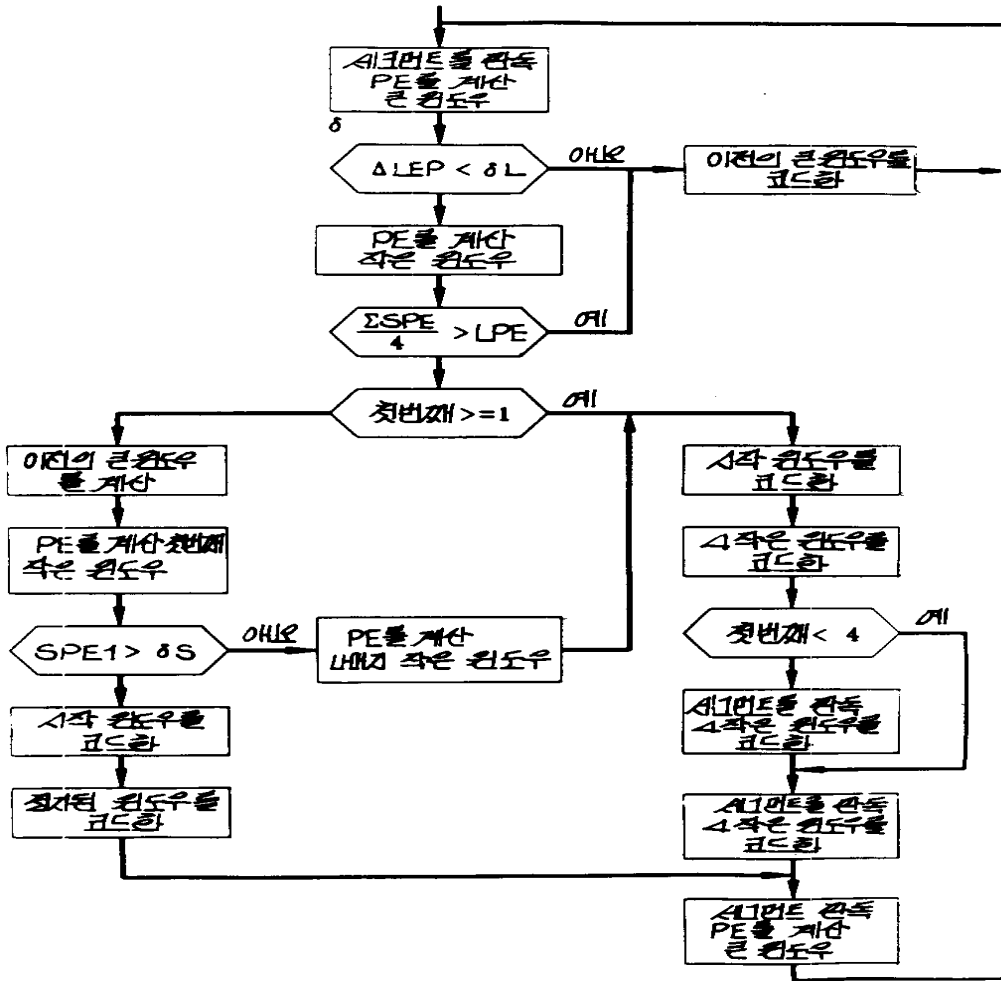 세그먼트를 판독
PE를 계산
큰 윈도우
δ
ΔLEP < δL
아니오
이전의 큰 윈도우를
코드화
PE를 계산
작은 윈도우
ΣSPE
4
> LPE
예
첫번째 >=1
예
이전의 큰 윈도우
를 계산
시작 윈도우를
코드화
PE를 계산 첫번째
작은 윈도우
4 작은 윈도우를
코드화
SPE1 > δS
아니오
PE를 계산
나머지 작은 윈도우
첫번째 < 4
예
시작 윈도우를
코드화
세그먼트를 판독
4 작은 윈도우를
코드화
윈도우를
코드화
세그먼트를 판독
4 작은 윈도우를
코드화
세그먼트 판독
PE를 계산
큰 윈도우